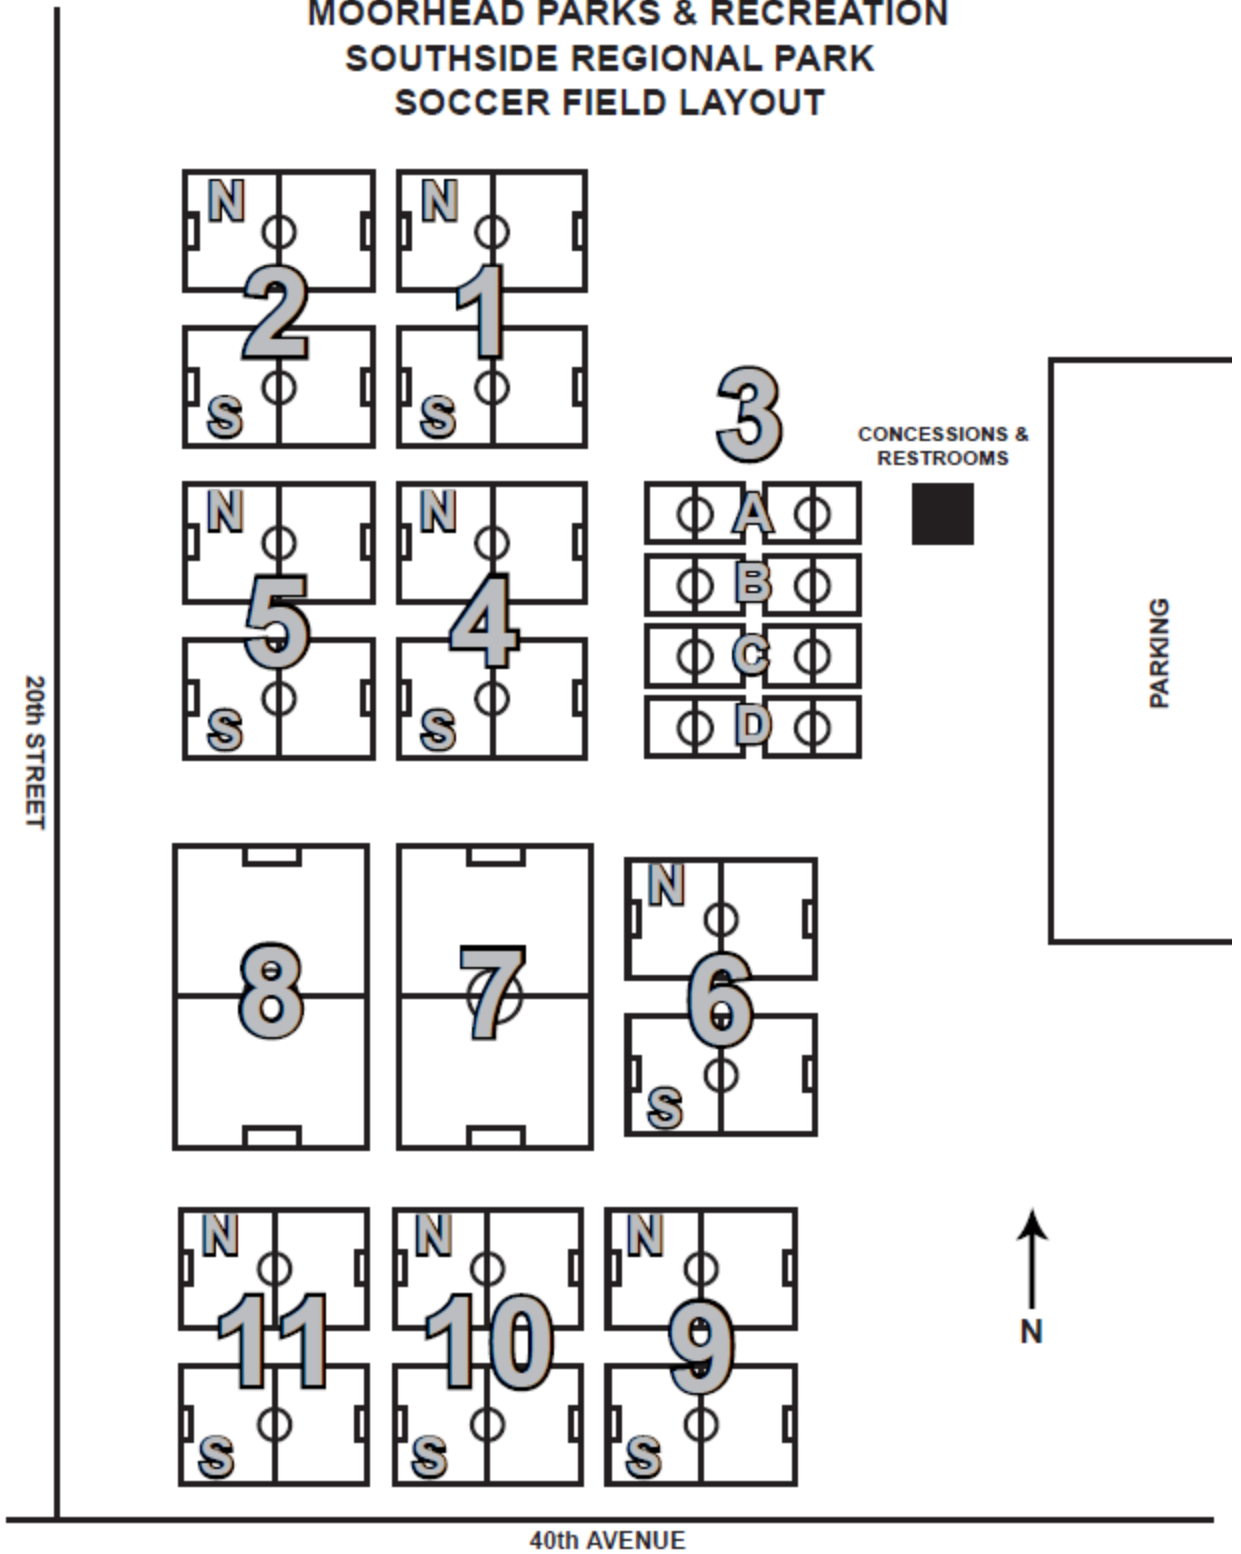 MOORHEAD PARKS & RECREATION
SOUTHSIDE REGIONAL PARK
SOCCER FIELD LAYOUT
N
N
2
1
S
S
3
CONCESSIONS &
RESTROOMS
N
N
A
B
5
4
C
D
S
S
PARKING
20th STREET
8
7
N
6
S
N
N
N
11
10
9
S
S
S
N
40th AVENUE